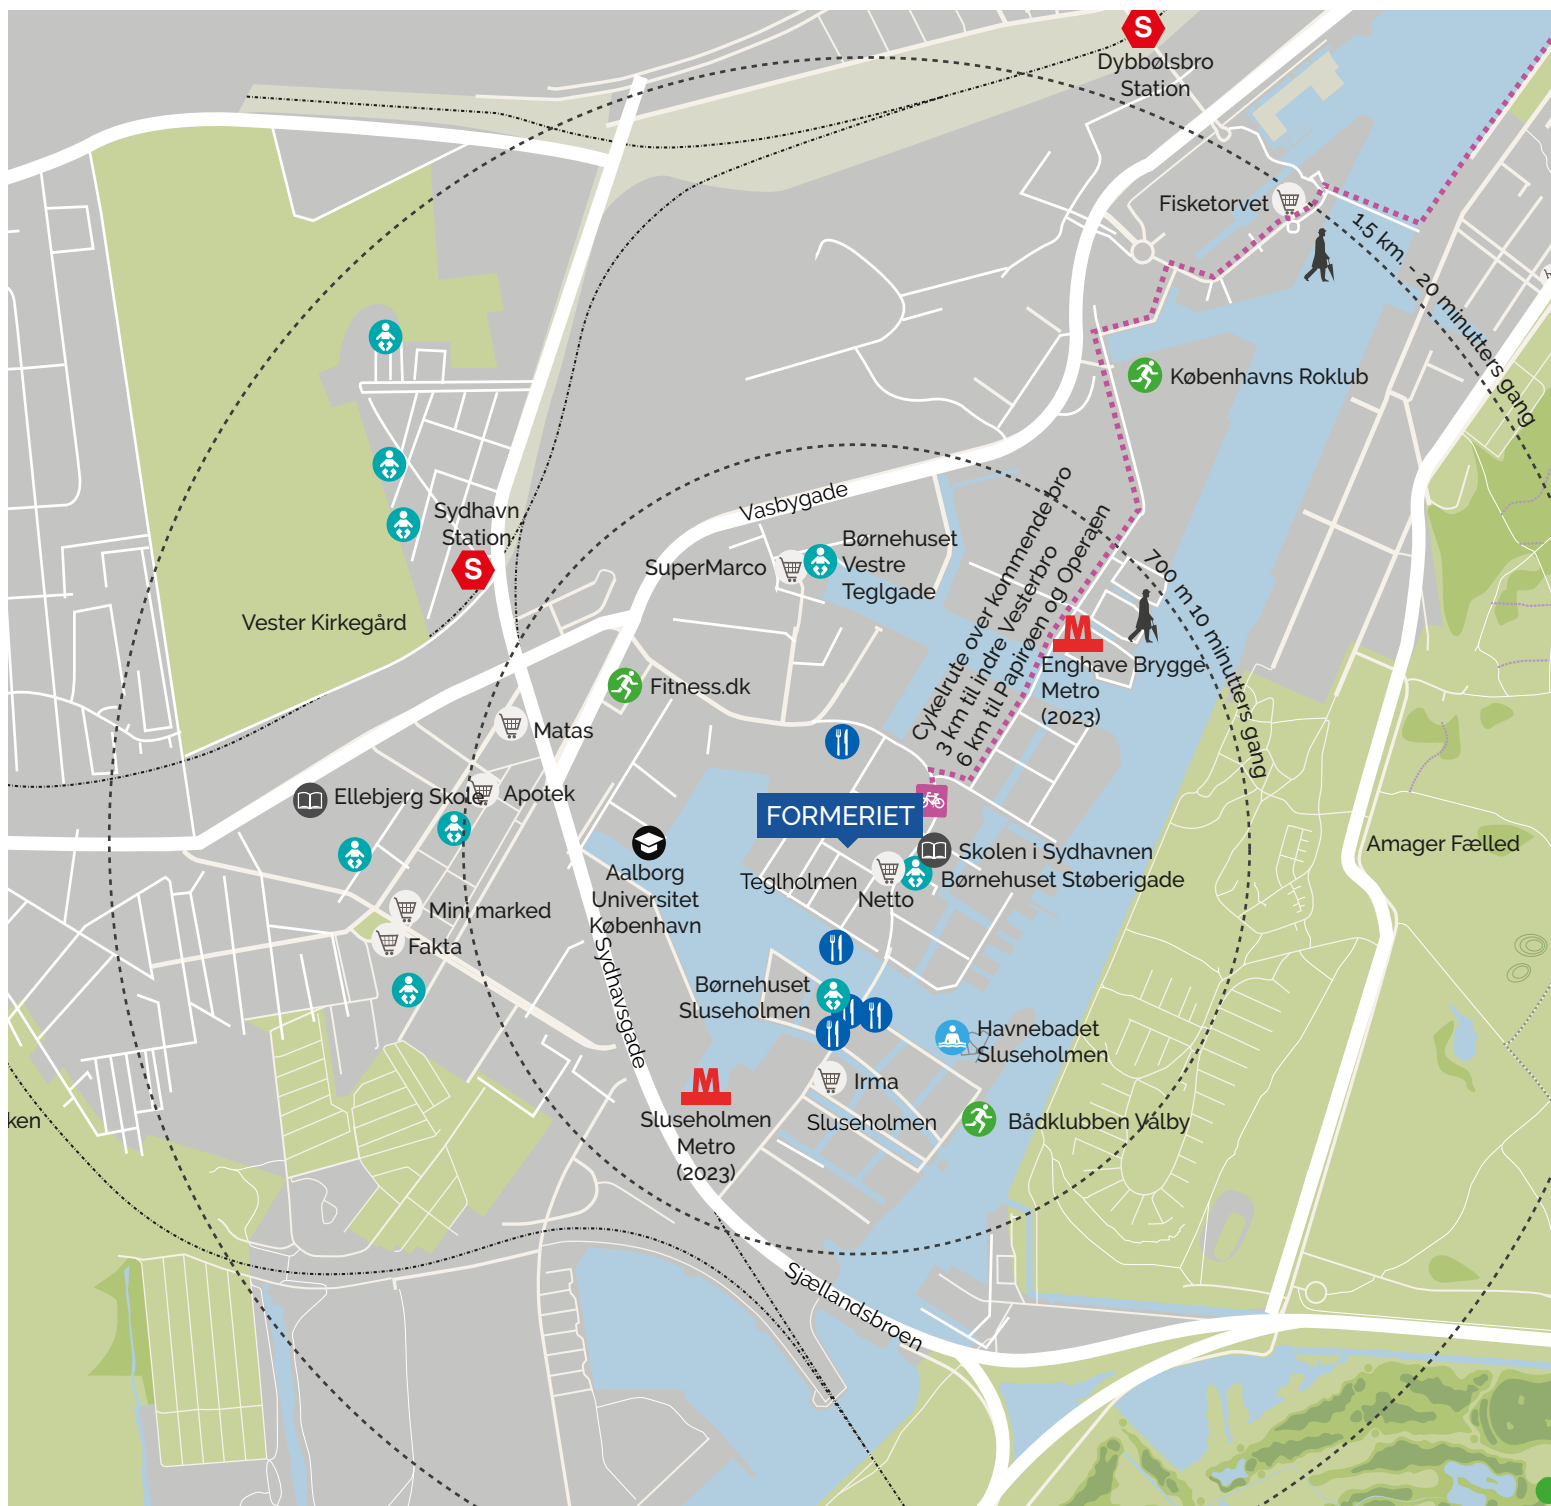 S
Dybbølsbro
Station
Fisketorvet
1,5 km. - 20 minutters gang
Københavns Roklub
Vasbygade
Sydhavn
Station
S
Børnehuset
Vestre
Teglgade
SuperMarco
Cykelrute over kommende bro
3 km til indre Vesterbro
6 km til Papirøen og Operaen
700 m 10 minutters gang
Vester Kirkegård
M
Enghave Brygge
Metro
(2023)
Fitness.dk
Matas
Ellebjerg Skole
Apotek
FORMERIET
Skolen i Sydhavnen
Amager Fælled
Aalborg
Universitet
København
Teglholmen
Børnehuset Støberigade
Netto
Mini marked
Fakta
Sydhavsgade
Børnehuset
Sluseholmen
Havnebadet
Sluseholmen
M
Irma
Sluseholmen
Metro
(2023)
Sluseholmen
Bådklubben Valby
ken
Sjællandsbroen